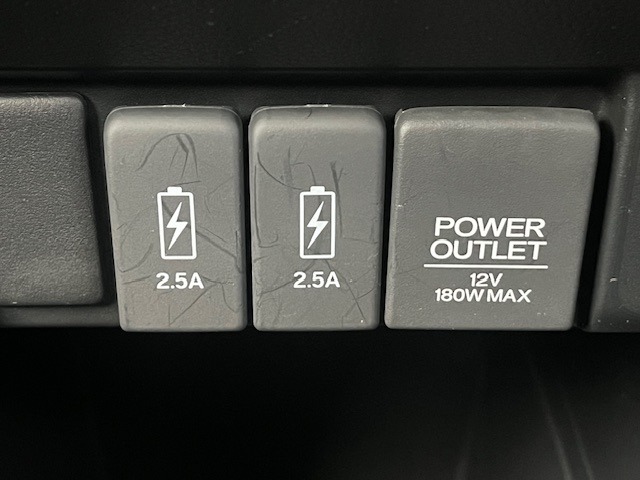 2.5A
2.5A
POWER
OUTLET
12V
180W MAX